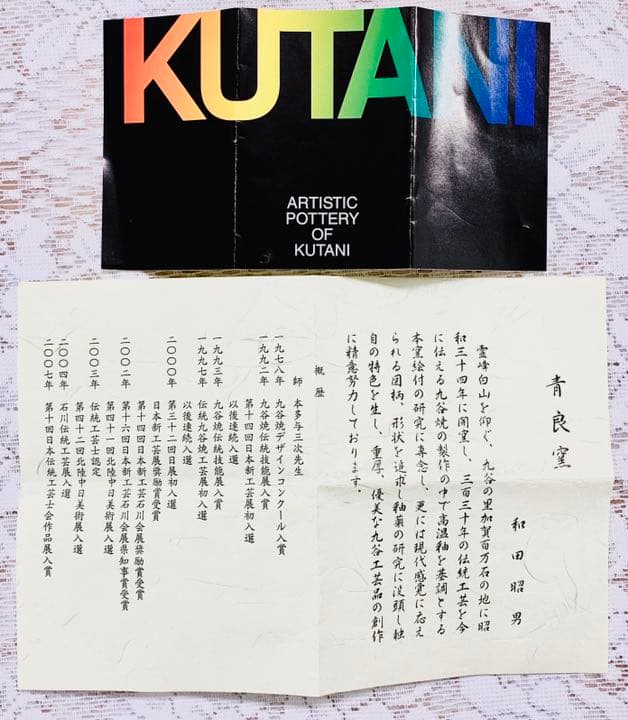 KUTANI
ARTISTIC
POTTERY
OF
KUTANI
青良窯
和田昭男
霊峰白山を仰ぐ、九谷の里加賀百万石の地に昭
和三十四年に開窯し、三百三十年の伝統工芸を今
に伝える九谷焼の製作の中で高温釉を基調とする
本窯絵付の研究に専念し、更には現代感覚に応え
られる図柄、形状を追求し釉薬の研究に没頭し独
自の特色を生し、重厚、優美な九谷工芸品の創作
に精意努力しております。
概歴
師 本多与三次先生
一九七八年 九谷焼デザインコンクール入賞
一九九二年 九谷焼伝統技能展入賞
第十四回日本新工芸展初入選
一九九三年 九谷焼伝統技能展入賞
以後連続入選
一九九七年 伝統九谷焼工芸展初入選
以後連続入選
二〇〇〇年 第三十二回日展初入選
日本新工芸展奨励賞受賞
第十四回日本新工芸石川会展奨励賞受賞
二〇〇二年 第十六回日本新工芸石川会展県知事賞受賞
第四十一回北陸中日美術展入選
二〇〇三年 伝統工芸士認定
第四十二回北陸中日美術展入選
二〇〇四年 石川伝統工芸展入選
二〇〇七年 第十回日本伝統工芸士会作品展入賞